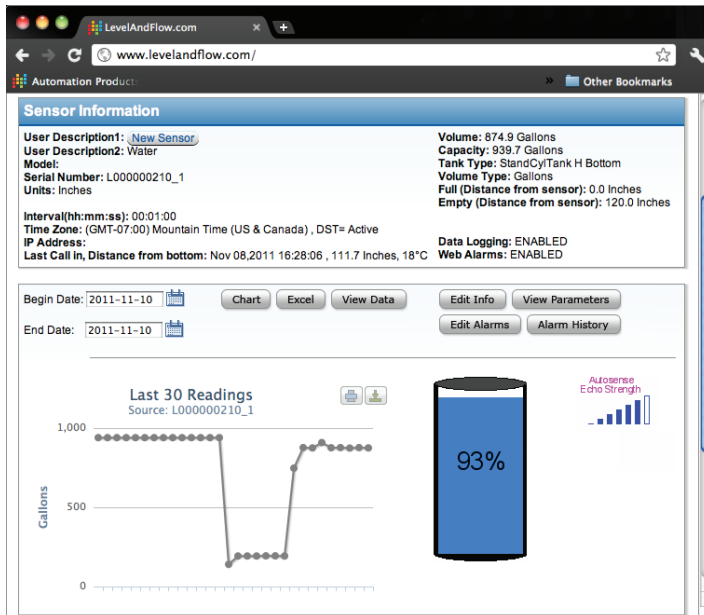 LevelAndFlow.com
www.levelandflow.com/
Automation Product
» Other Bookmarks
Sensor Information
User Description1: New Sensor
User Description2: Water
Model:
Serial Number: L000000210_1
Units: Inches
Interval(hh:mm:ss): 00:01:00
Time Zone: (GMT-07:00) Mountain Time (US & Canada) , DST= Active
IP Address:
Last Call in, Distance from bottom: Nov 08,2011 16:28:06 , 111.7 Inches, 18°C
Volume: 874.9 Gallons
Capacity: 939.7 Gallons
Tank Type: StandCylTank H Bottom
Volume Type: Gallons
Full (Distance from sensor): 0.0 Inches
Empty (Distance from sensor): 120.0 Inches
Data Logging: ENABLED
Web Alarms: ENABLED
Begin Date: 2011-11-10
Chart Excel View Data
Edit Info View Parameters
End Date: 2011-11-10
Edit Alarms Alarm History
Last 30 Readings
Source: L000000210_1
1,000
500
0
Gallons
93%
Autosense
Echo Strength